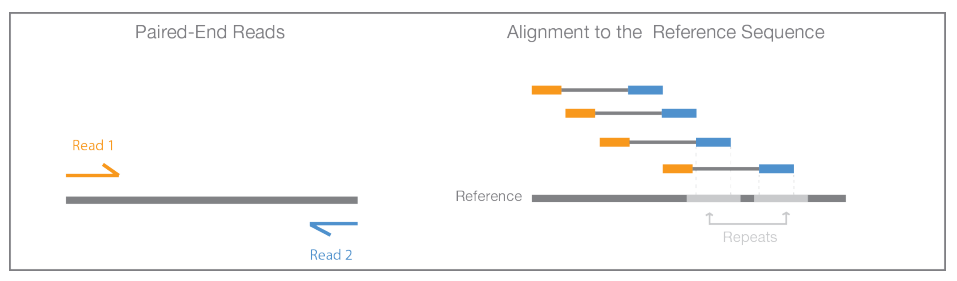 Paired-End Reads
Alignment to the Reference Sequence
Read 1
Read 2
Reference
Repeats